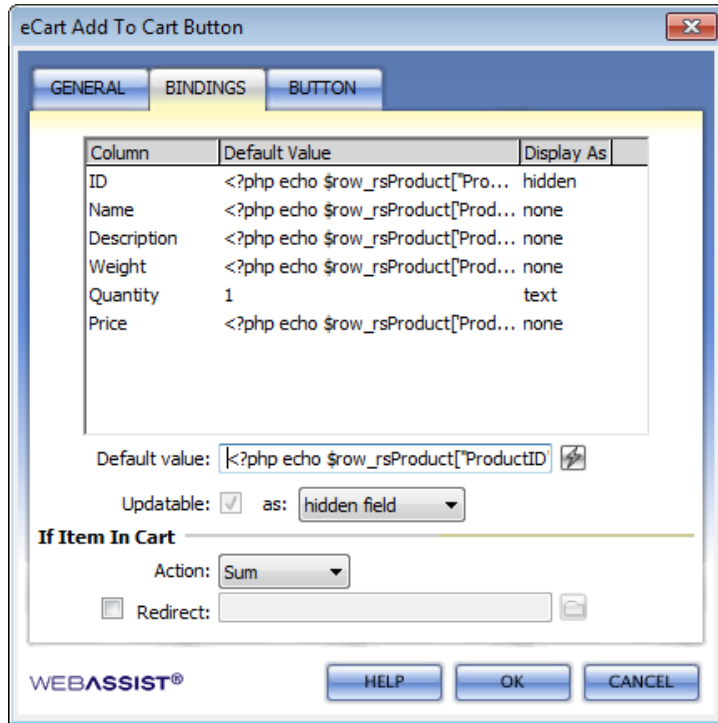 eCart Add To Cart Button
GENERAL BINDINGS BUTTON
Column Default Value Display As
ID <?php echo $row_rsProduct["Pro... hidden
Name <?php echo $row_rsProduct["Prod... none
Description <?php echo $row_rsProduct["Prod... none
Weight <?php echo $row_rsProduct["Prod... none
Quantity 1 text
Price <?php echo $row_rsProduct["Prod... none
Default value: <?php echo $row_rsProduct["ProductID"
Updatable: as: hidden field
If Item In Cart
Action: Sum
Redirect:
WEBASSIST® HELP OK CANCEL